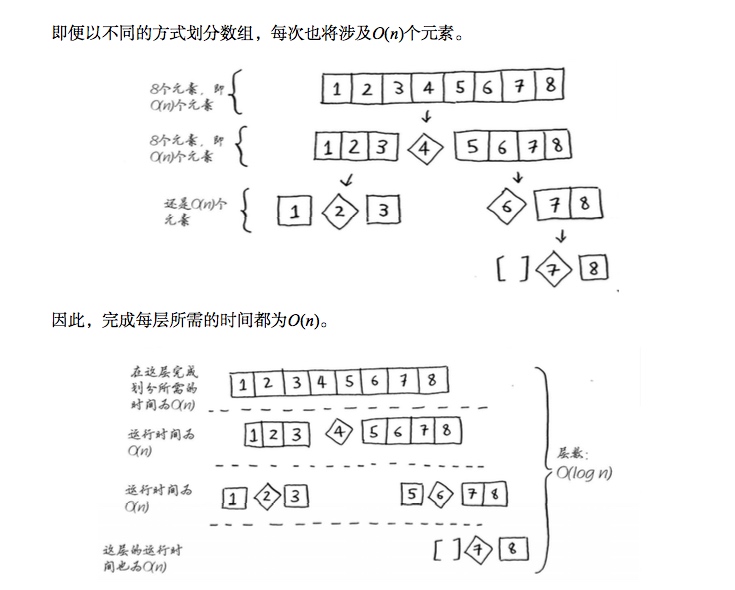 即便以不同的方式划分数组，每次也将涉及O(n)个元素。
8个元素，即
O(n)个元素
1 2 3 4 5 6 7 8
8个元素，即
O(n)个元素
1 2 3 4 5 6 7 8
还是O(n)个
元素
1 2 3 6 7 8
[ ] 7 8
因此，完成每层所需的时间都为O(n)。
在这层完成
划分所需的
时间为O(n)
1 2 3 4 5 6 7 8
运行时间为
O(n)
1 2 3 4 5 6 7 8
层数：
O(log n)
运行时间为
O(n)
1 2 3 5 6 7 8
这层的运行时
间也为O(n)
[ ] 7 8